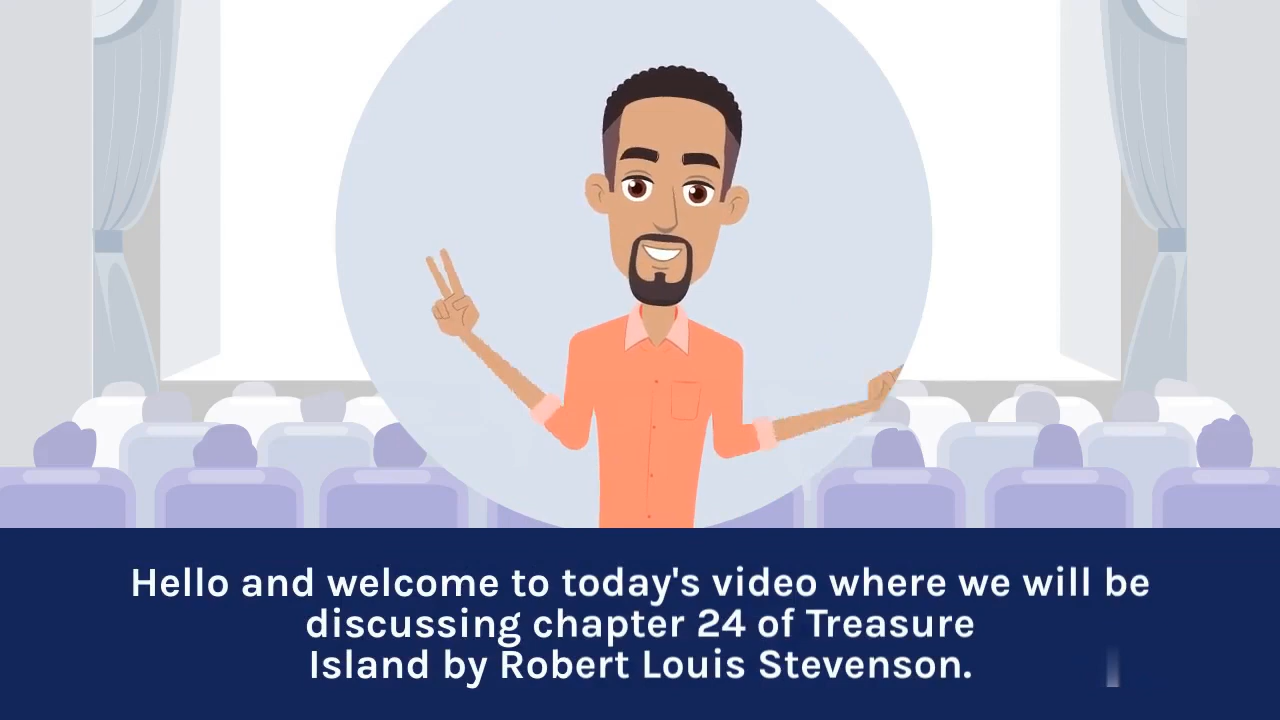 Hello and welcome to today's video where we will be
discussing chapter 24 of Treasure
Island by Robert Louis Stevenson.